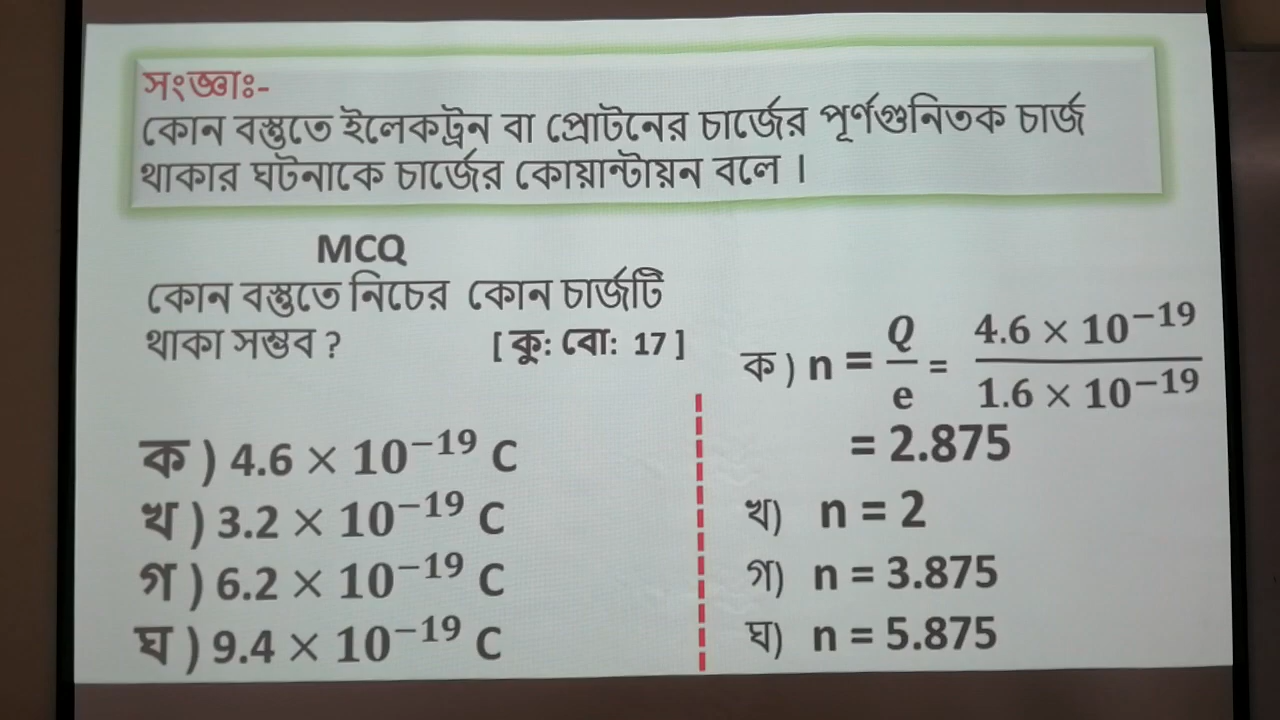 সংজ্ঞাঃ-
কোন বস্তুতে ইলেকট্রন বা প্রোটনের চার্জের পূর্ণগুনিতক চার্জ
থাকার ঘটনাকে চার্জের কোয়ান্টায়ন বলে ।
MCQ
কোন বস্তুতে নিচের কোন চার্জটি
থাকা সম্ভব ? [ কু: বো: 17 ]
ক ) 4.6 × 10⁻¹⁹ C
খ ) 3.2 × 10⁻¹⁹ C
গ ) 6.2 × 10⁻¹⁹ C
ঘ ) 9.4 × 10⁻¹⁹ C
ক ) n = Q/e = 4.6 × 10⁻¹⁹ / 1.6 × 10⁻¹⁹
= 2.875
খ) n = 2
গ) n = 3.875
ঘ) n = 5.875